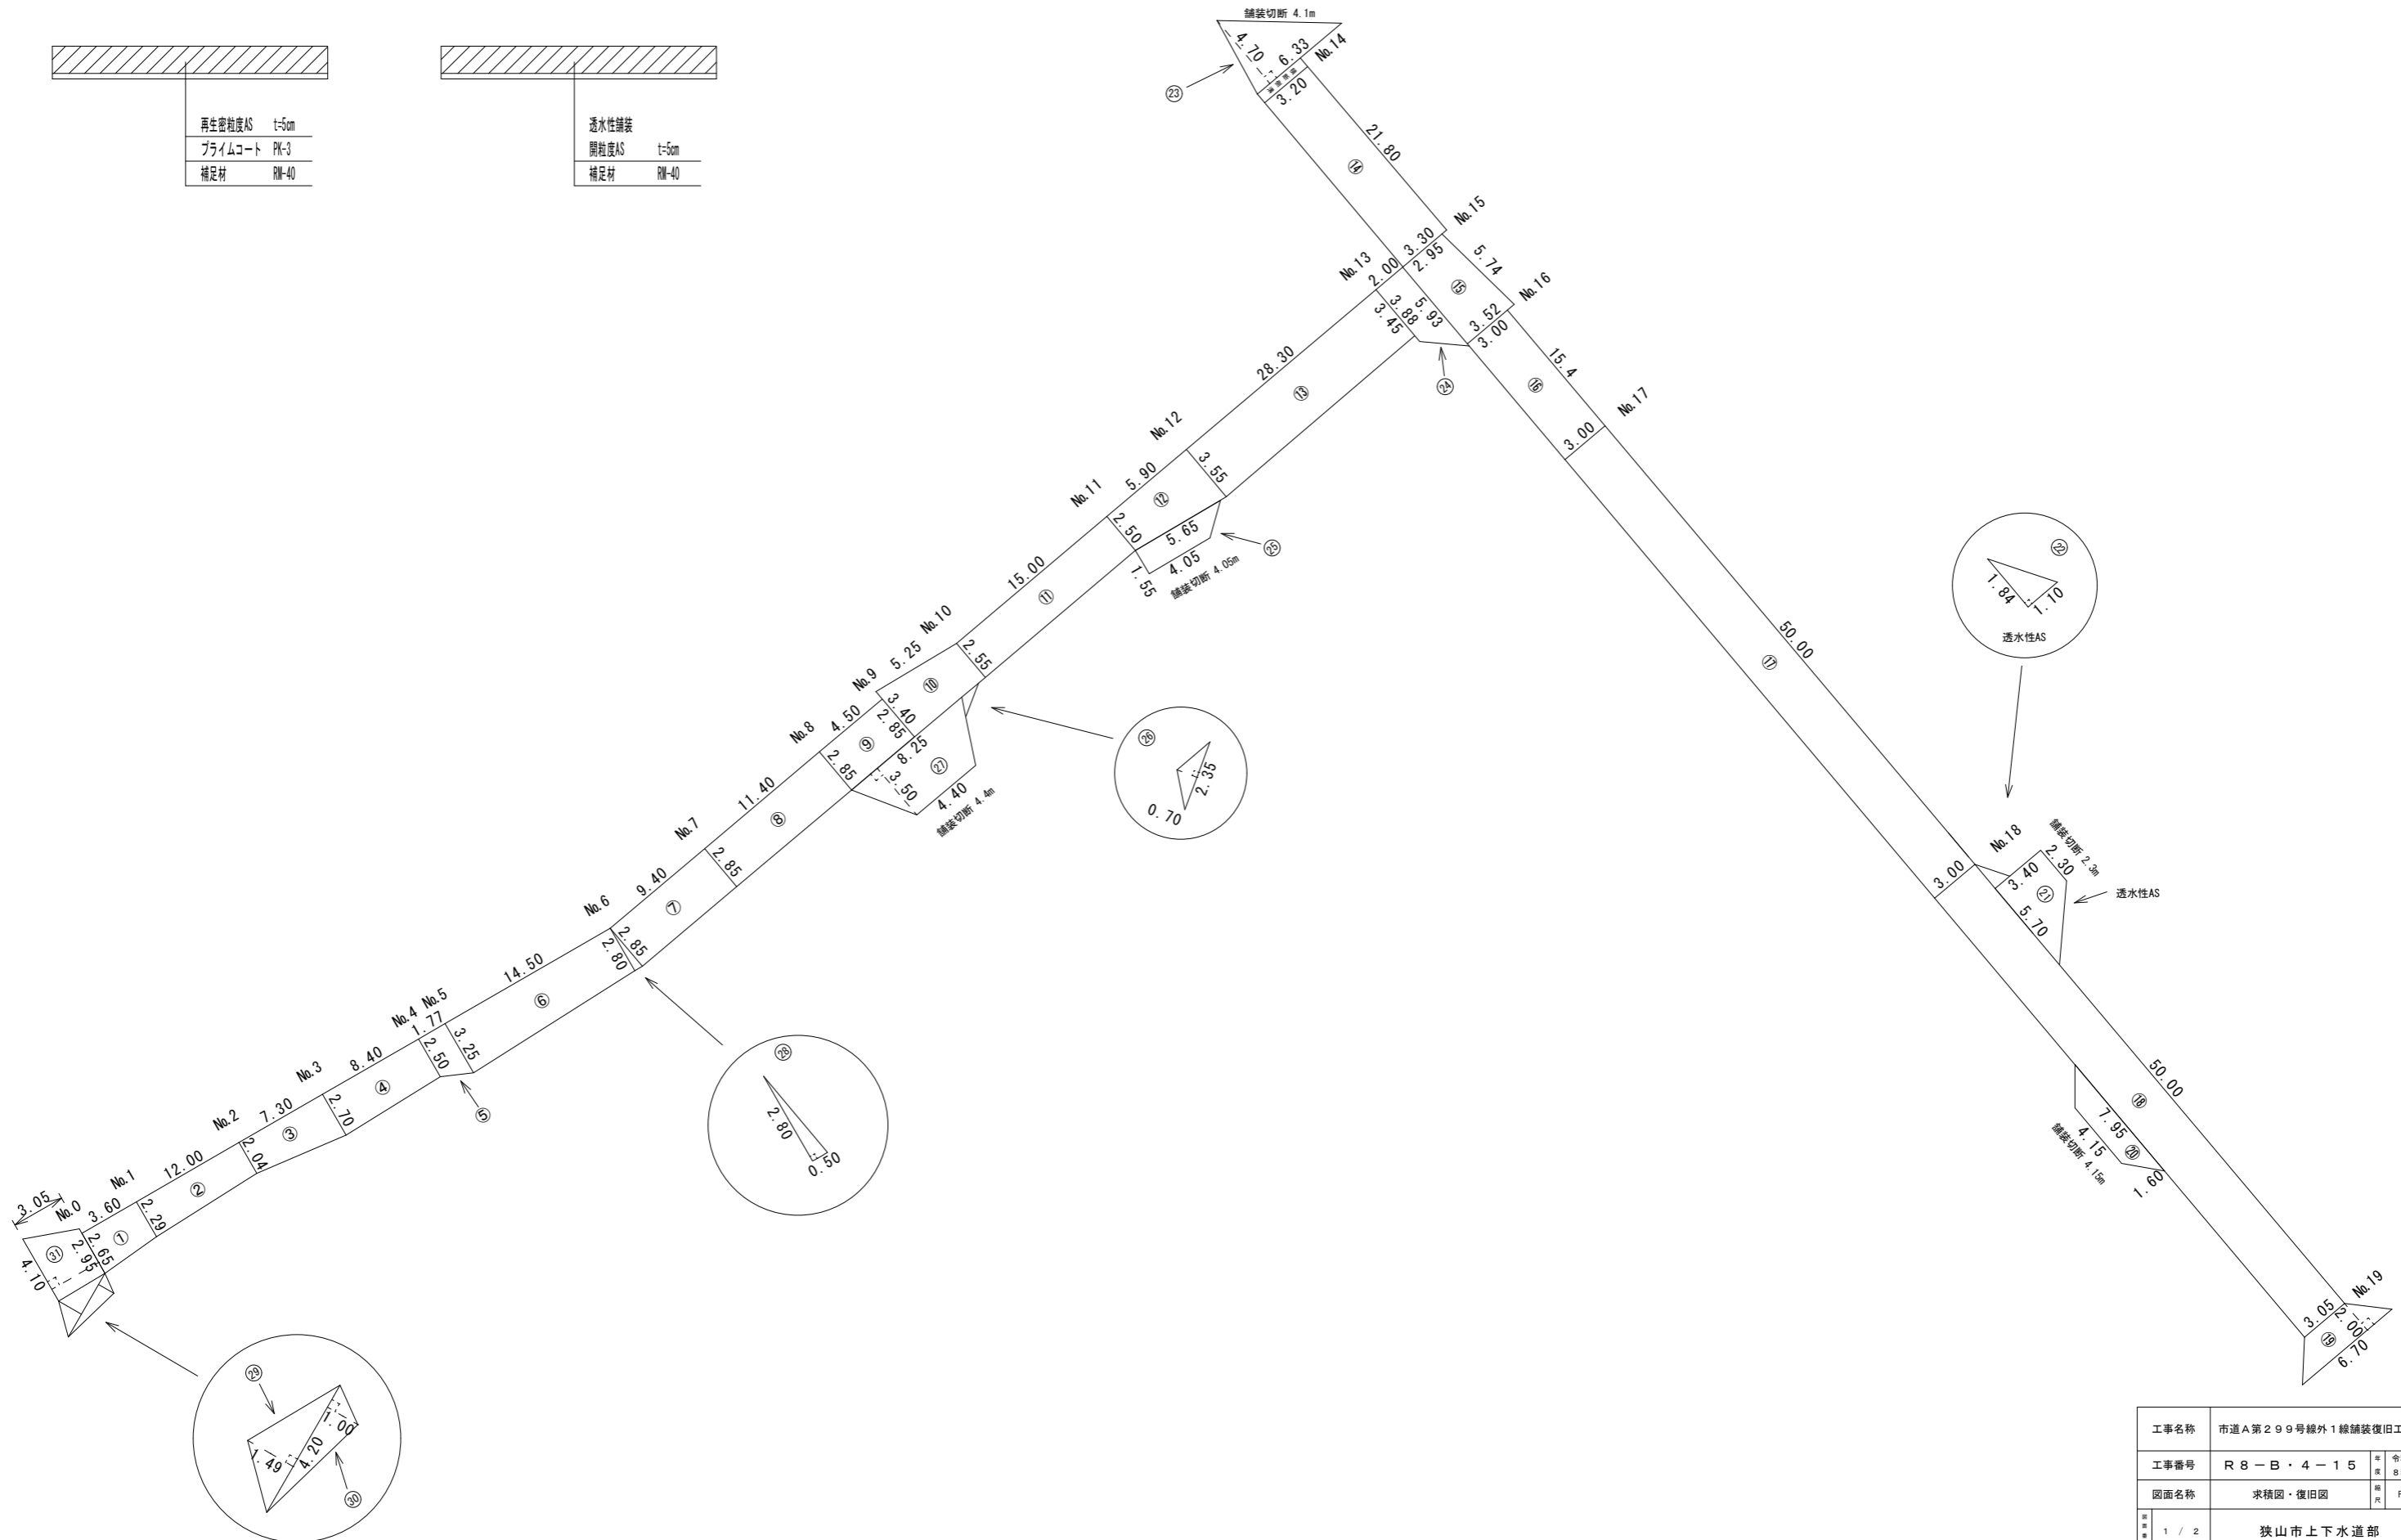 再生密粒度AS t=5cm
プライムコート PK-3
補足材 RM-40
透水性舗装
開粒度AS t=5cm
補足材 RM-40
舗装切断 4.1m
4.70
6.33
No.14
㉓
3.20
21.80
⑭
No.15
3.30
2.95
5.74
No.13
2.00
⑮
No.16
3.88
5.93
3.45
3.52
3.00
㉔
15.4
⑯
No.17
3.00
28.30
⑬
No.12
5.90
3.55
No.11
⑫
2.50
5.65
4.05
1.55
舗装切断 4.05m
㉕
15.00
⑪
No.10
5.25
2.55
⑩
No.9
3.40
4.50
2.85
⑨
No.8
2.85
8.25
3.50
㉗
4.40
舗装切断 4.4m
㉖
2.35
0.70
11.40
⑧
No.7
2.85
9.40
⑦
No.6
2.85
2.80
14.50
⑥
No.4 No.5
1.77
2.50
3.25
⑤
8.40
④
No.3
2.70
7.30
③
No.2
2.04
12.00
②
No.1
2.29
3.60
①
No.0
3.05
2.65
2.95
㉛
4.10
㉘
2.80
0.50
㉙
1.00
4.20
1.49
㉚
50.00
⑰
㉒
1.84
1.10
透水性AS
No.18
3.00
舗装切断 2.3m
2.30
3.40
㉑
5.70
透水性AS
50.00
⑱
7.95
4.15
舗装切断 4.15m
⑳
1.60
No.19
3.05
2.00
⑲
6.70
工事名称 市道A第299号線外1線舗装復旧工
工事番号 R8-B・4-15 年度 令 8
図面名称 求積図・復旧図 縮尺
1 / 2 狭山市上下水道部